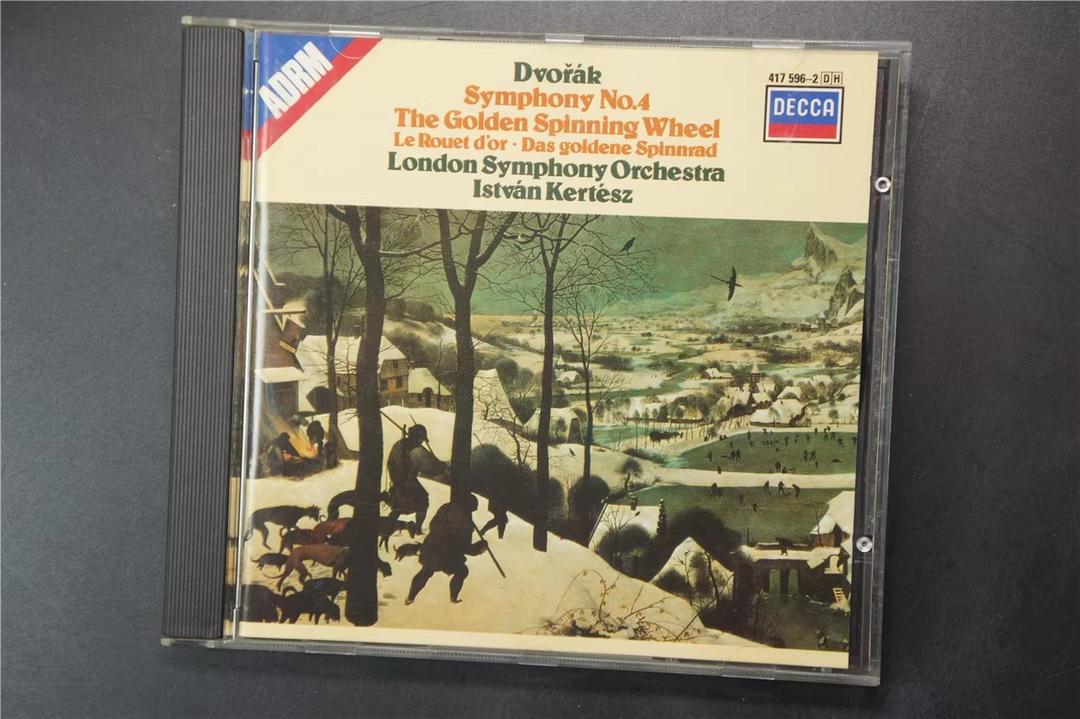 ADRM
Dvořák
Symphony No.4
The Golden Spinning Wheel
Le Rouet d'or · Das goldene Spinnrad
London Symphony Orchestra
István Kertész
417 596-2 DH
DECCA